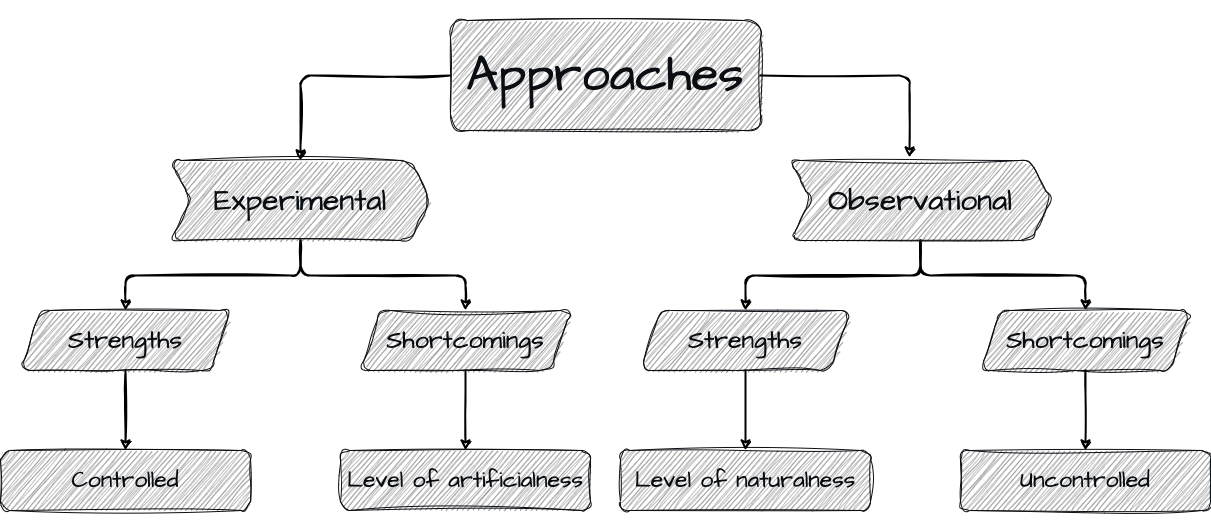 Approaches
Experimental
Observational
Strengths
Shortcomings
Strengths
Shortcomings
Controlled
Level of artificialness
Level of naturalness
Uncontrolled